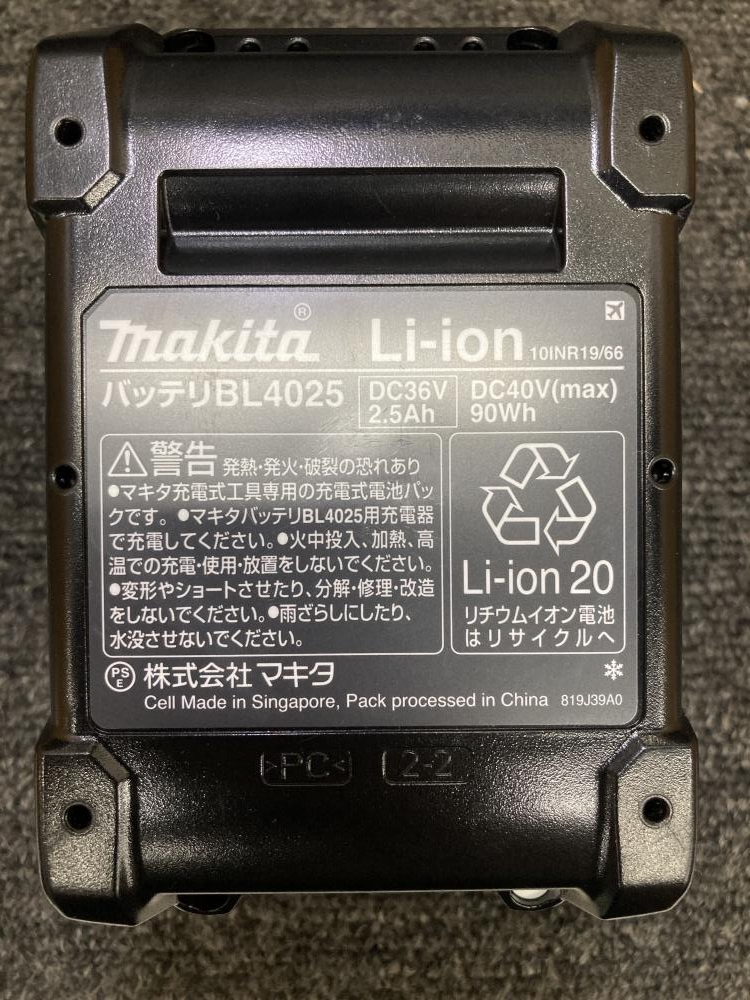 makita®
Li-ion 10INR19/66
バッテリBL4025
DC36V
2.5Ah
DC40V(max)
90Wh
警告 発熱・発火・破裂の恐れあり
●マキタ充電式工具専用の充電式電池パッ
クです。●マキタバッテリBL4025用充電器
で充電してください。●火中投入、加熱、高
温での充電・使用・放置をしないでください。
●変形やショートさせたり、分解・修理・改造
をしないでください。●雨ざらしにしたり、
水没させないでください。
Li-ion 20
リチウムイオン電池
はリサイクルへ
PS
E
株式会社マキタ
Cell Made in Singapore, Pack processed in China 819J39A0
>PC<
2-2